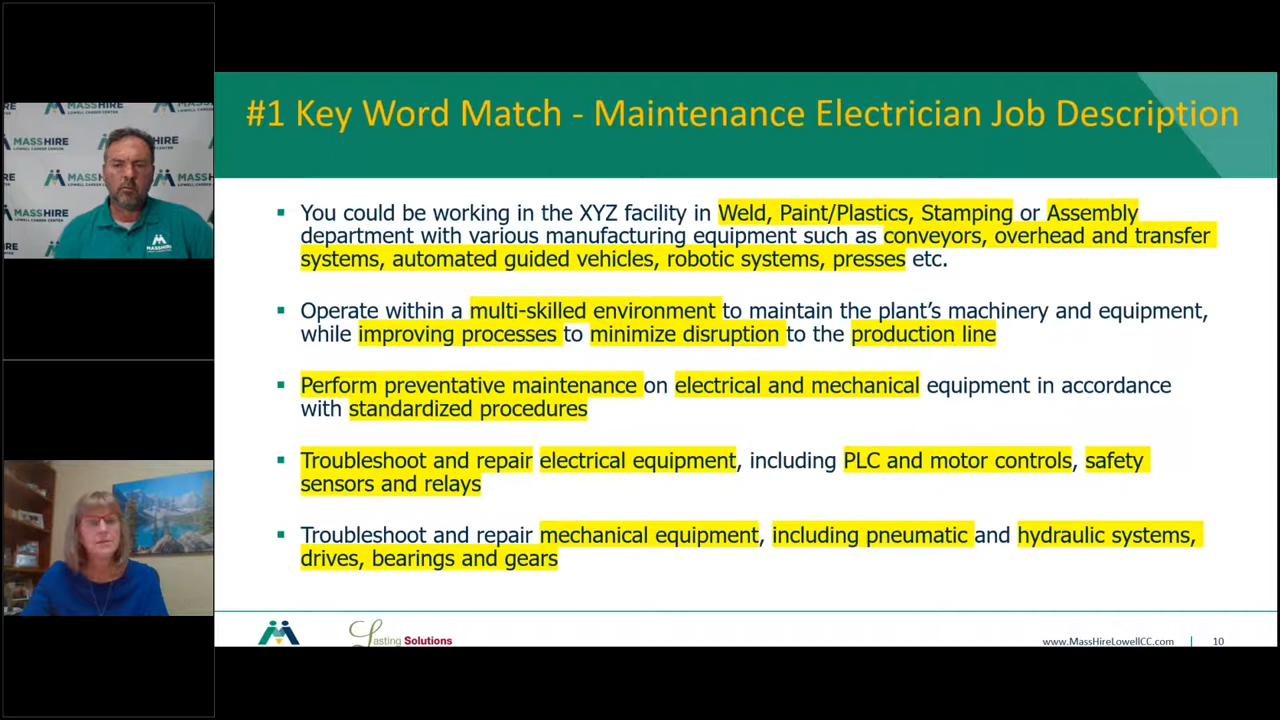 #1 Key Word Match - Maintenance Electrician Job Description
You could be working in the XYZ facility in Weld, Paint/Plastics, Stamping or Assembly
department with various manufacturing equipment such as conveyors, overhead and transfer
systems, automated guided vehicles, robotic systems, presses etc.
Operate within a multi-skilled environment to maintain the plant's machinery and equipment,
while improving processes to minimize disruption to the production line
Perform preventative maintenance on electrical and mechanical equipment in accordance
with standardized procedures
Troubleshoot and repair electrical equipment, including PLC and motor controls, safety
sensors and relays
Troubleshoot and repair mechanical equipment, including pneumatic and hydraulic systems,
drives, bearings and gears
Lasting Solutions
www.MassHireLowellCC.com | 10
MASSHIRE
LOWELL CAREER CENTER
MASSHIRE